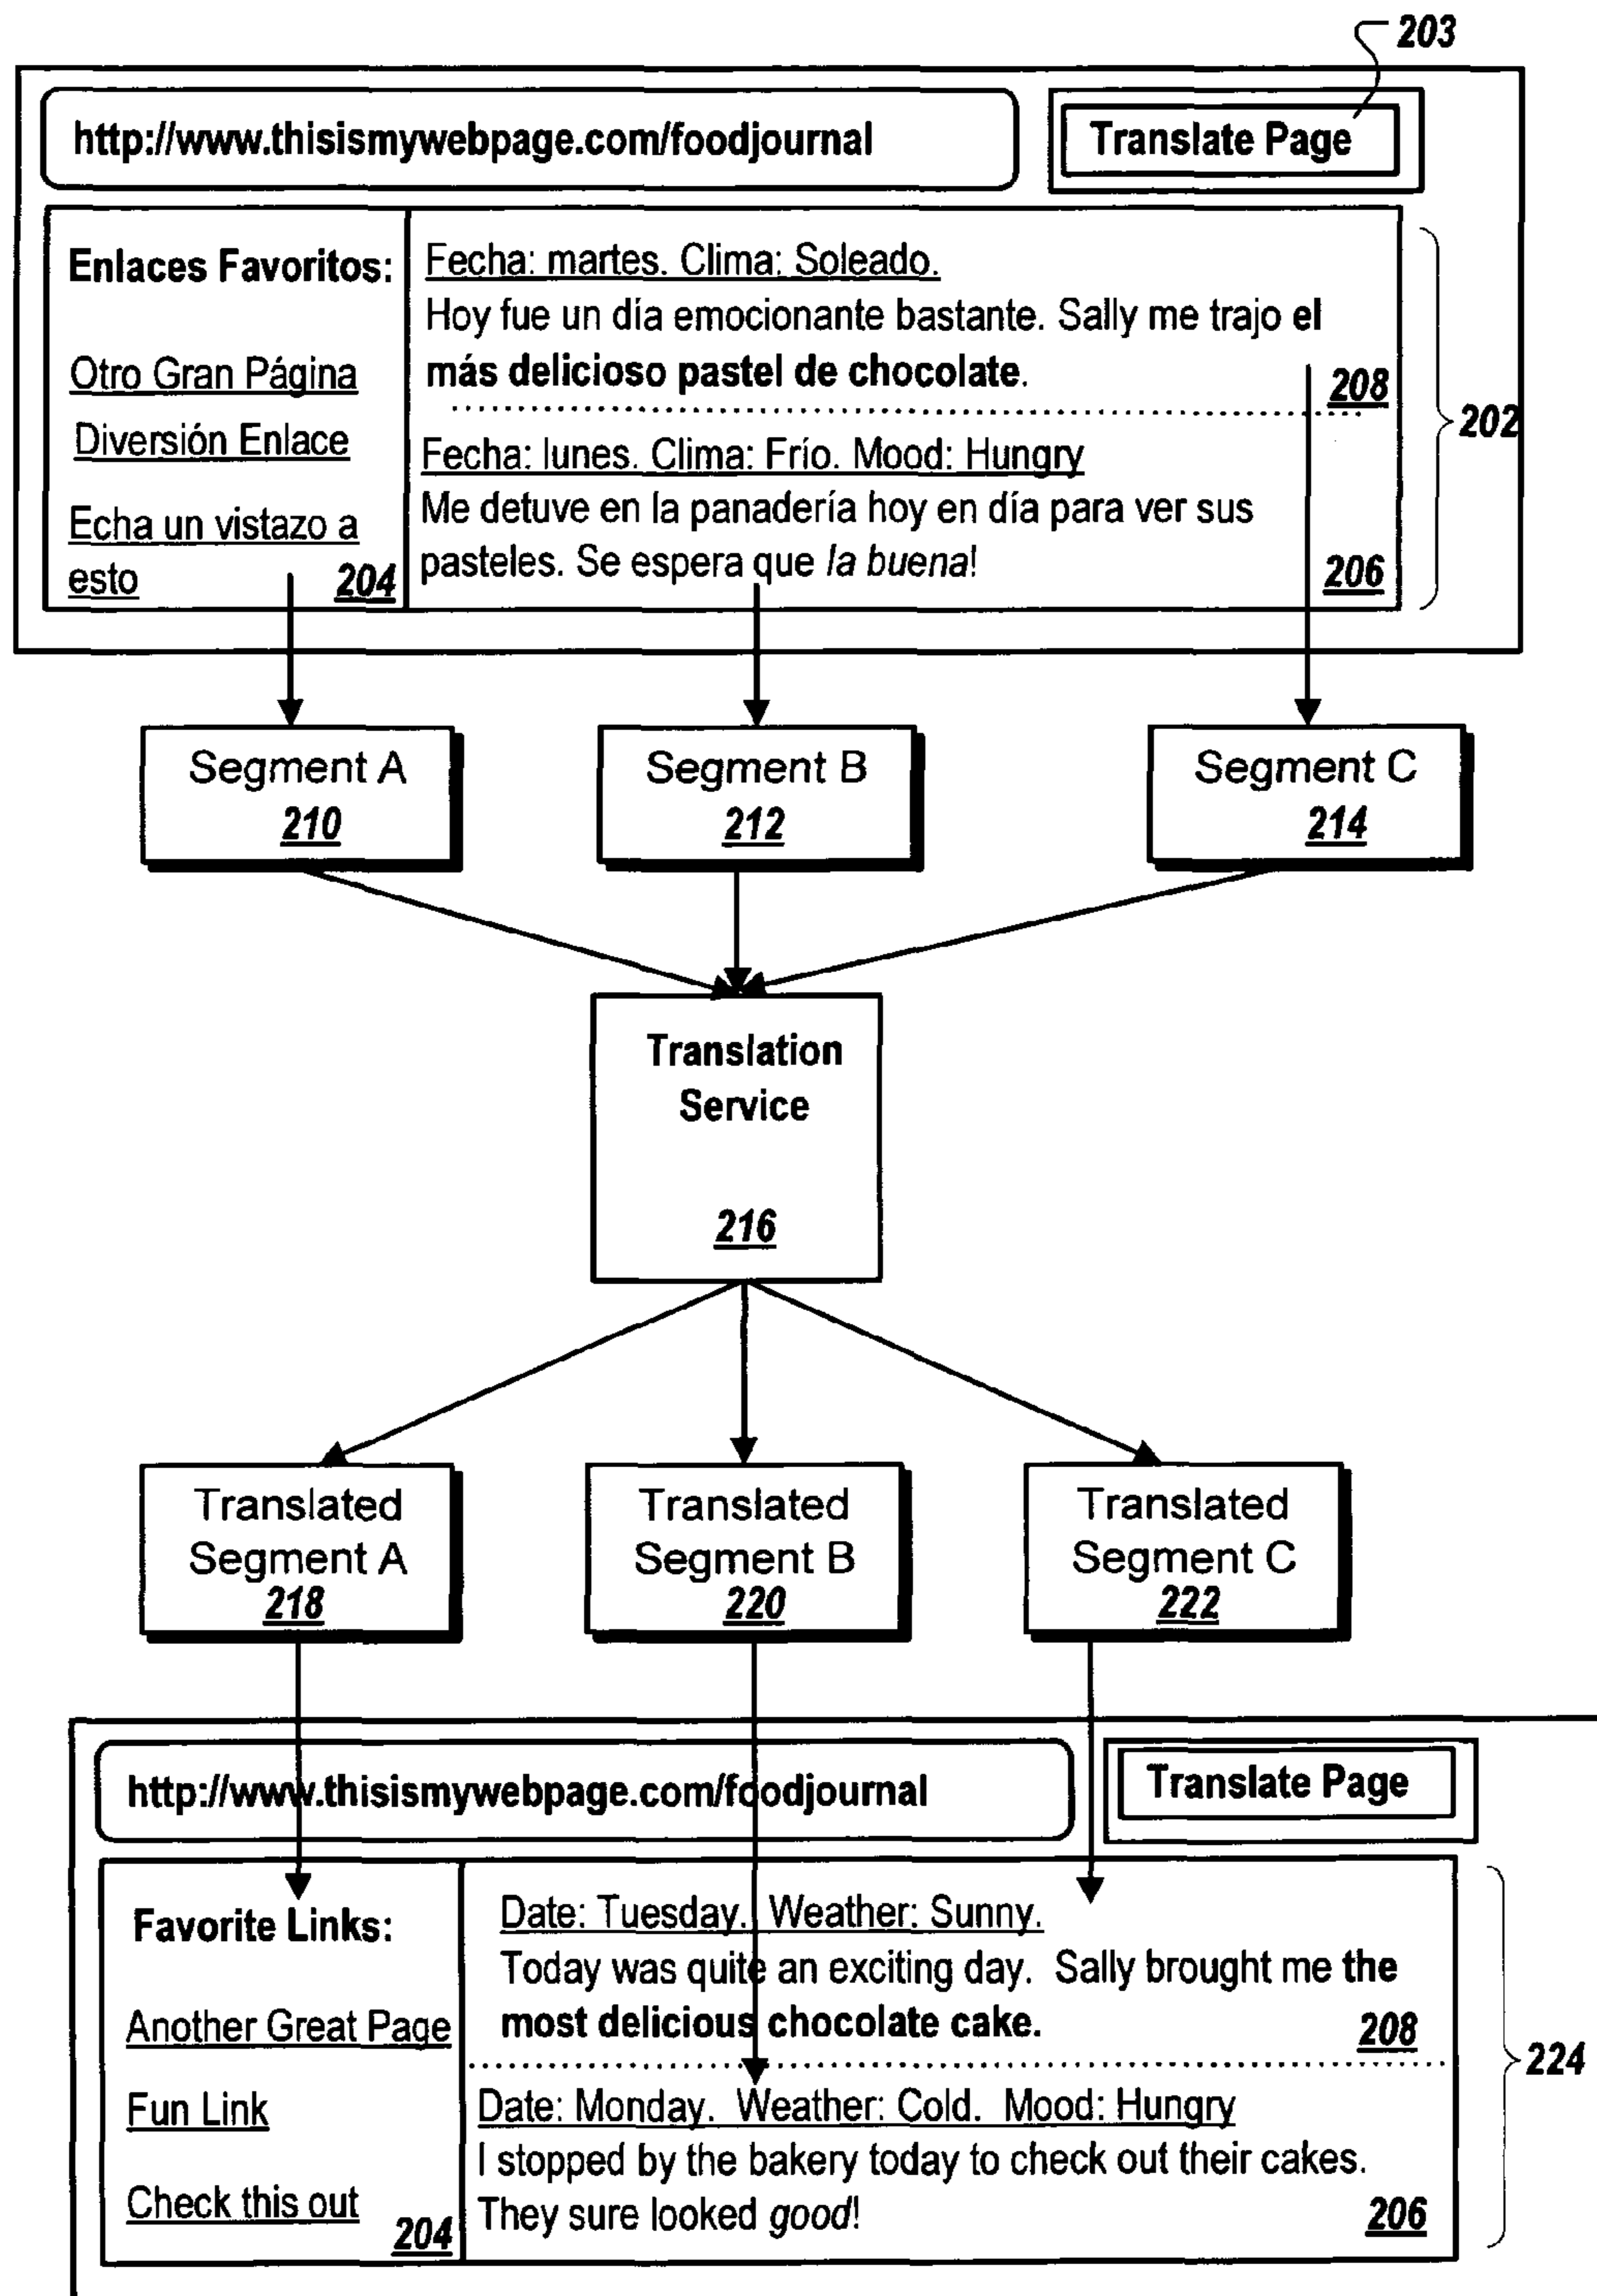 203
http://www.thisismywebpage.com/foodjournal
Translate Page
Enlaces Favoritos:
Otro Gran Página
Diversión Enlace
Echa un vistazo a
esto
204
Fecha: martes. Clima: Soleado.
Hoy fue un día emocionante bastante. Sally me trajo el
más delicioso pastel de chocolate.
208
Fecha: lunes. Clima: Frío. Mood: Hungry
Me detuve en la panadería hoy en día para ver sus
pasteles. Se espera que la buena!
206
202
Segment A
210
Segment B
212
Segment C
214
Translation
Service
216
Translated
Segment A
218
Translated
Segment B
220
Translated
Segment C
222
http://www.thisismywebpage.com/foodjournal
Translate Page
Favorite Links:
Another Great Page
Fun Link
Check this out
204
Date: Tuesday. Weather: Sunny.
Today was quite an exciting day. Sally brought me the
most delicious chocolate cake.
208
Date: Monday. Weather: Cold. Mood: Hungry
I stopped by the bakery today to check out their cakes.
They sure looked good!
206
224